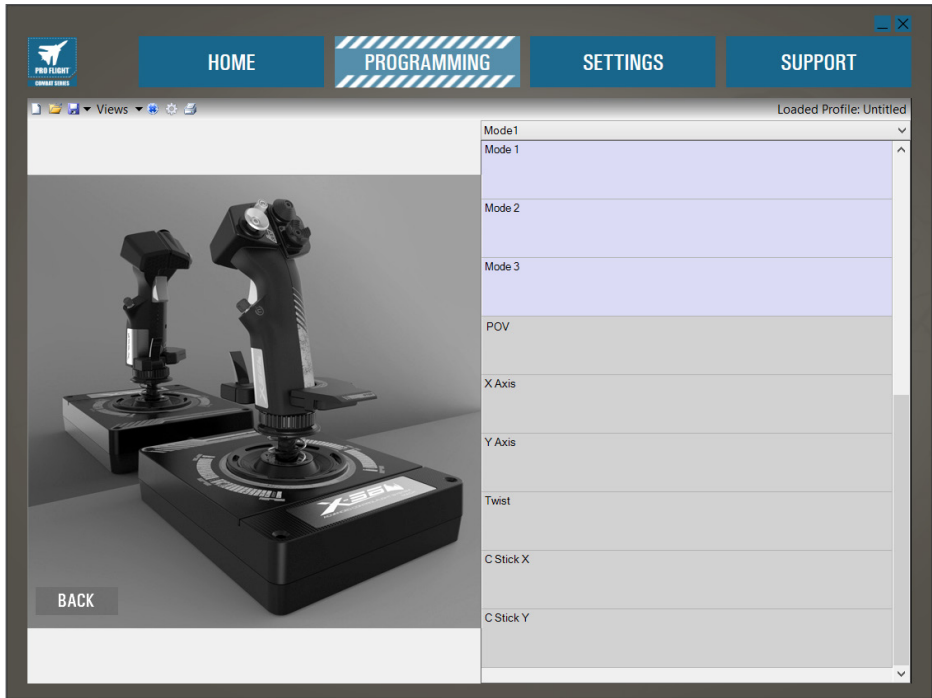 PRO FLIGHT
COMBAT SERIES
HOME
PROGRAMMING
SETTINGS
SUPPORT
Views
Loaded Profile: Untitled
Mode1
Mode 1
Mode 2
Mode 3
POV
X Axis
Y Axis
Twist
C Stick X
C Stick Y
X-56
BACK